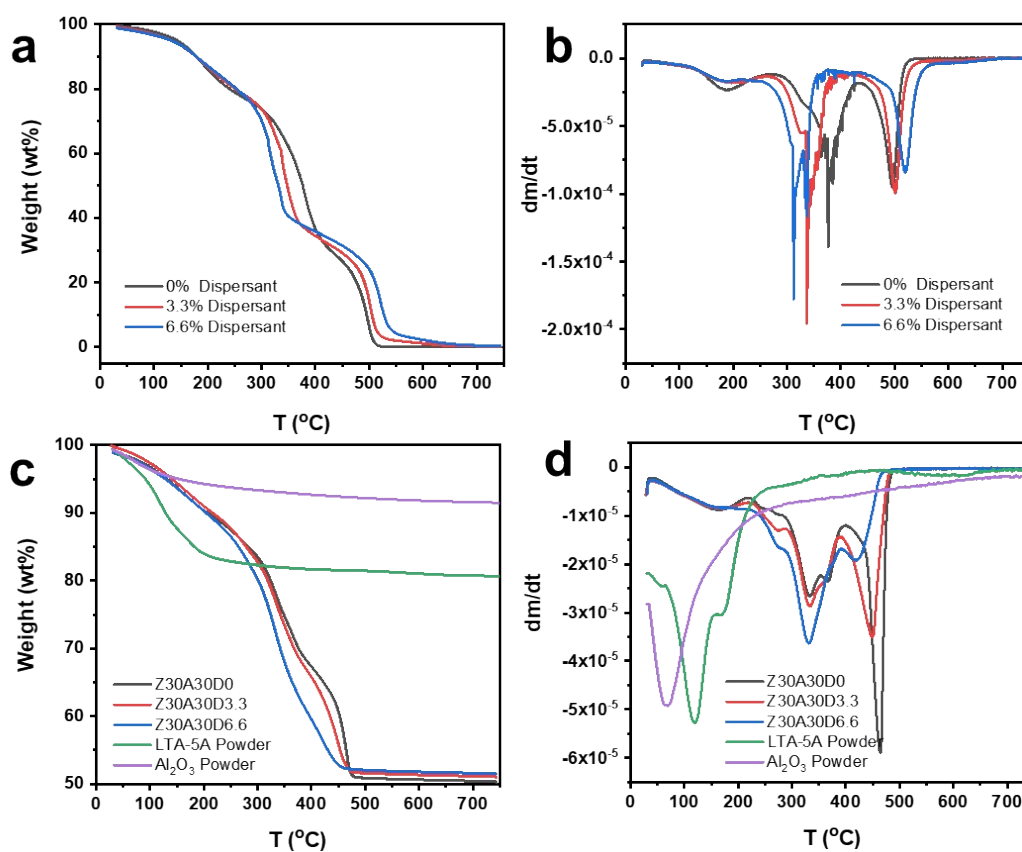 a
100
80
60
40
20
0
Weight (wt%)
0% Dispersant
3.3% Dispersant
6.6% Dispersant
0 100 200 300 400 500 600 700
T (°C)
b
0.0
-5.0x10⁻⁵
-1.0x10⁻⁴
-1.5x10⁻⁴
-2.0x10⁻⁴
dm/dt
0% Dispersant
3.3% Dispersant
6.6% Dispersant
0 100 200 300 400 500 600 700
T (°C)
c
100
90
80
70
60
50
Weight (wt%)
Z30A30D0
Z30A30D3.3
Z30A30D6.6
LTA-5A Powder
Al₂O₃ Powder
0 100 200 300 400 500 600 700
T (°C)
d
0
-1x10⁻⁵
-2x10⁻⁵
-3x10⁻⁵
-4x10⁻⁵
-5x10⁻⁵
-6x10⁻⁵
dm/dt
Z30A30D0
Z30A30D3.3
Z30A30D6.6
LTA-5A Powder
Al₂O₃ Powder
0 100 200 300 400 500 600 700
T (°C)